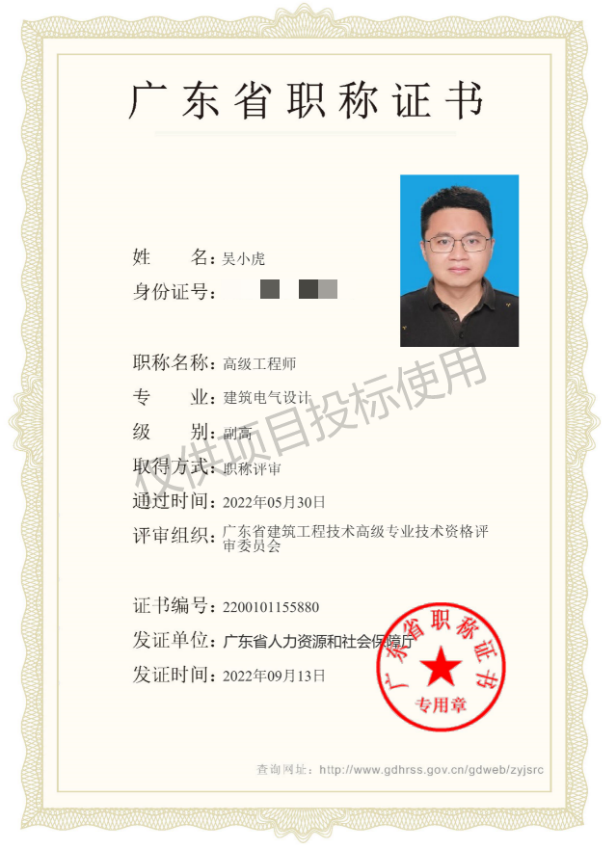 广东省职称证书
姓 名：吴小虎
身份证号：
职称名称：高级工程师
专 业：建筑电气设计
级 别：副高
取得方式：职称评审
通过时间：2022年05月30日
评审组织：广东省建筑工程技术高级专业技术资格评
审委员会
仅供项目投标使用
证书编号：2200101155880
发证单位：广东省人力资源和社会保障厅
发证时间：2022年09月13日
广东省职称证书
专用章
查询网址：http://www.gdhrss.gov.cn/gdweb/zyjsrc